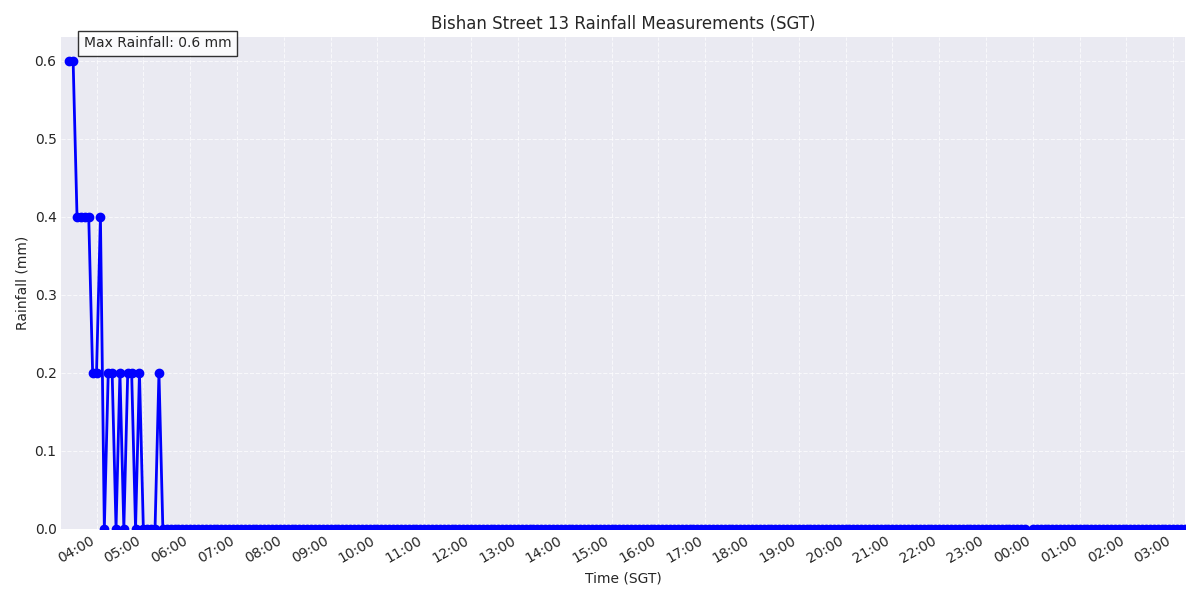 Bishan Street 13 Rainfall Measurements (SGT)
Max Rainfall: 0.6 mm
0.6
0.5
0.4
0.3
0.2
0.1
0.0
Rainfall (mm)
04:00 05:00 06:00 07:00 08:00 09:00 10:00 11:00 12:00 13:00 14:00 15:00 16:00 17:00 18:00 19:00 20:00 21:00 22:00 23:00 00:00 01:00 02:00 03:00
Time (SGT)